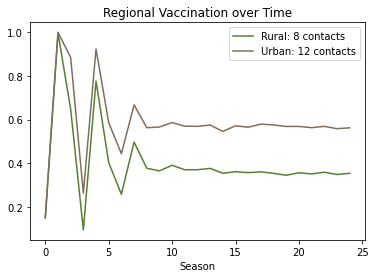 Regional Vaccination over Time
Rural: 8 contacts
Urban: 12 contacts
1.0
0.8
0.6
0.4
0.2
0 5 10 15 20 25
Season